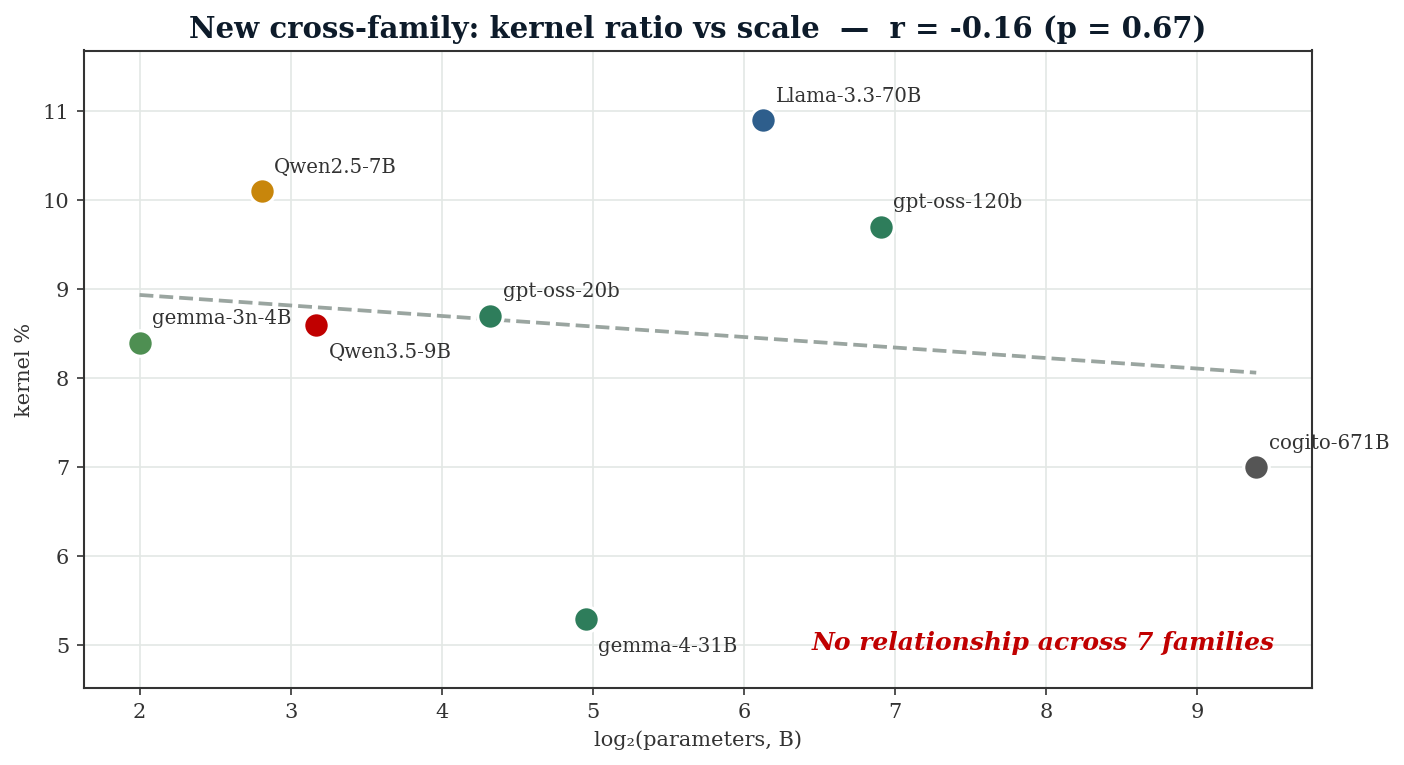 New cross-family: kernel ratio vs scale — r = -0.16 (p = 0.67)
11
10
9
8
7
6
5
kernel %
Llama-3.3-70B
Qwen2.5-7B
gpt-oss-120b
gpt-oss-20b
gemma-3n-4B
Qwen3.5-9B
cogito-671B
gemma-4-31B
No relationship across 7 families
2 3 4 5 6 7 8 9
log₂(parameters, B)